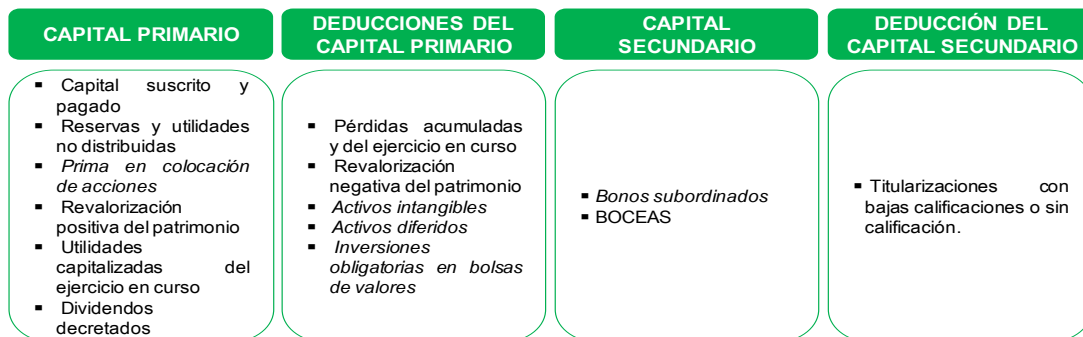 CAPITAL PRIMARIO
▪ Capital suscrito y
pagado
▪ Reservas y utilidades
no distribuidas
▪ Prima en colocación
de acciones
▪ Revalorización
positiva del patrimonio
▪ Utilidades
capitalizadas del
ejercicio en curso
▪ Dividendos
decretados
DEDUCCIONES DEL
CAPITAL PRIMARIO
▪ Pérdidas acumuladas
y del ejercicio en curso
▪ Revalorización
negativa del patrimonio
▪ Activos intangibles
▪ Activos diferidos
▪ Inversiones
obligatorias en bolsas
de valores
CAPITAL
SECUNDARIO
▪ Bonos subordinados
▪ BOCEAS
DEDUCCIÓN DEL
CAPITAL SECUNDARIO
▪ Titularizaciones con
bajas calificaciones o sin
calificación.